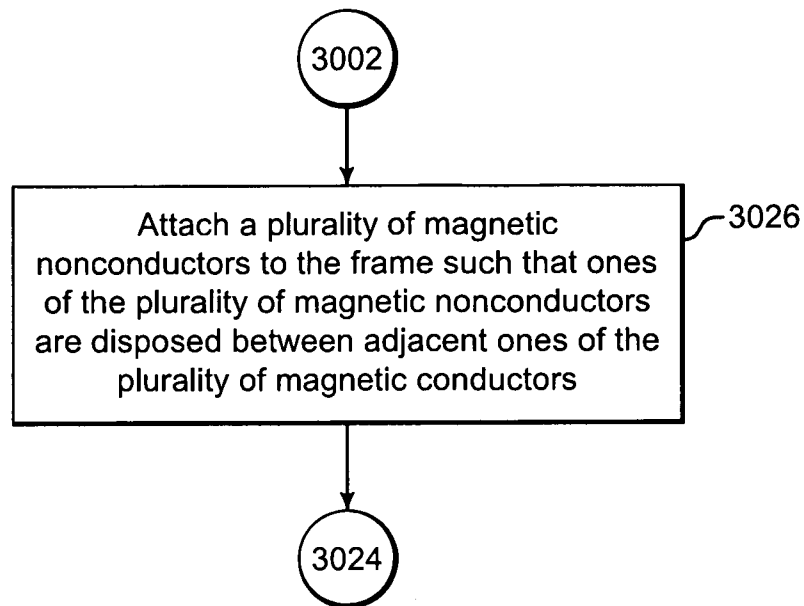 3002
Attach a plurality of magnetic
nonconductors to the frame such that ones
of the plurality of magnetic nonconductors
are disposed between adjacent ones of the
plurality of magnetic conductors
3026
3024